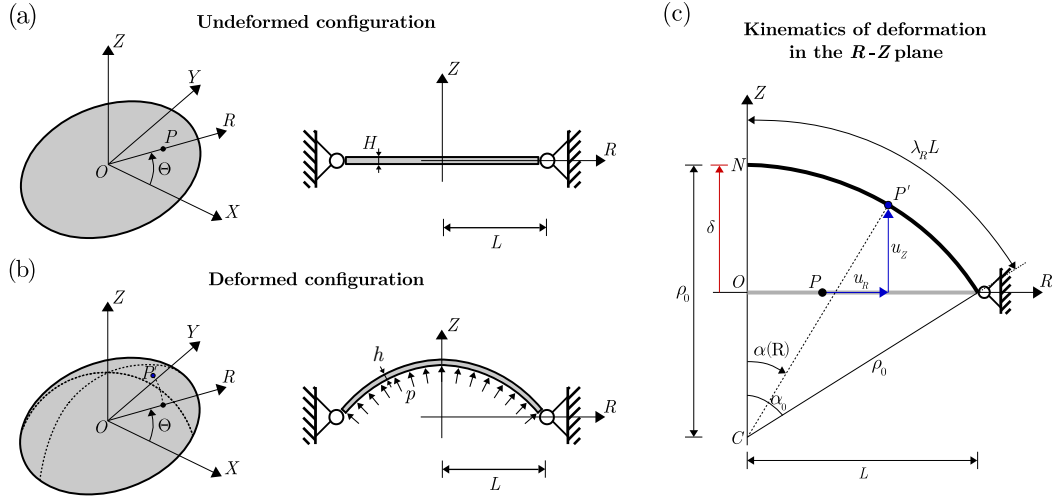 (a)
Undeformed configuration
Z
Y
R
P
Θ
O
X
Z
H
R
L
(b)
Deformed configuration
Z
Y
P'
R
Θ
O
X
Z
h
p
R
L
(c)
Kinematics of deformation
in the R-Z plane
Z
λ_R L
N
P'
δ
u_Z
O
P
u_R
R
ρ_0
α(R)
ρ_0
α_0
C
L